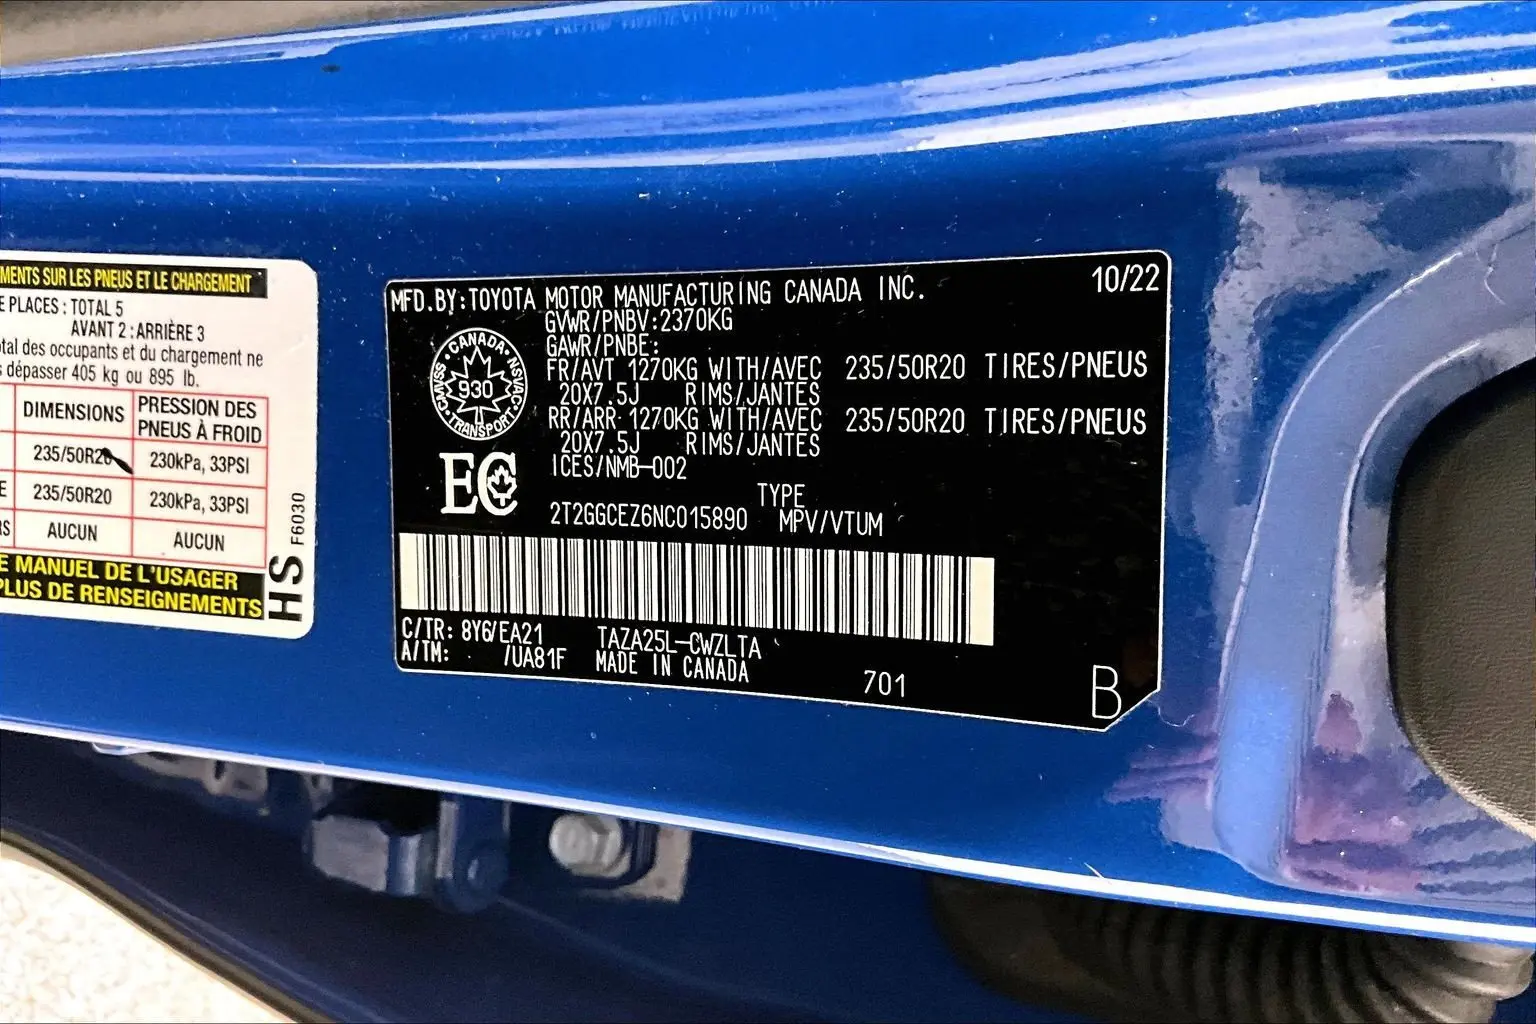 MENTS SUR LES PNEUS ET LE CHARGEMENT
E PLACES : TOTAL 5
AVANT 2 : ARRIÈRE 3
tal des occupants et du chargement ne
dépasser 405 kg ou 895 lb.
DIMENSIONS
PRESSION DES
PNEUS À FROID
235/50R20 230kPa, 33PSI
E 235/50R20 230kPa, 33PSI
RS AUCUN AUCUN
E MANUEL DE L'USAGER
PLUS DE RENSEIGNEMENTS
HS F6030
MFD.BY:TOYOTA MOTOR MANUFACTURING CANADA INC. 10/22
GVWR/PNBV:2370KG
GAWR/PNBE:
FR/AVT 1270KG WITH/AVEC 235/50R20 TIRES/PNEUS
20X7.5J RIMS/JANTES
RR/ARR 1270KG WITH/AVEC 235/50R20 TIRES/PNEUS
20X7.5J RIMS/JANTES
ICES/NMB-002
CANADA
930
TRANSPORT
CMVSS
NSVAC
EC
TYPE
2T2GGCEZ6NC015890 MPV/VTUM
C/TR: 8Y6/EA21 TAZA25L-CWZLTA
A/TM: /UA81F MADE IN CANADA
701
B